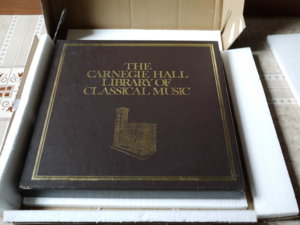 THE
CARNEGIE HALL
LIBRARY OF
CLASSICAL MUSIC